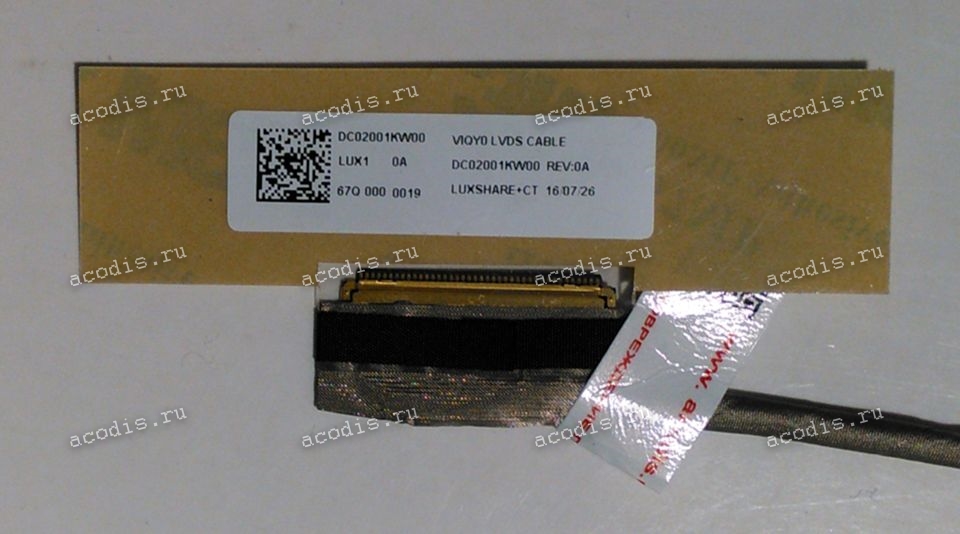 acodis.ru acodis.ru acodis.ru acodis.ru
DC02001KW00
LUX1 0A
67Q 000 0019
VIQY0 LVDS CABLE
DC02001KW00 REV:0A
LUXSHARE+CT 16/07/26
acodis.ru acodis.ru acodis.ru acodis.ru
www.
acodis.ru acodis.ru acodis.ru acodis.ru